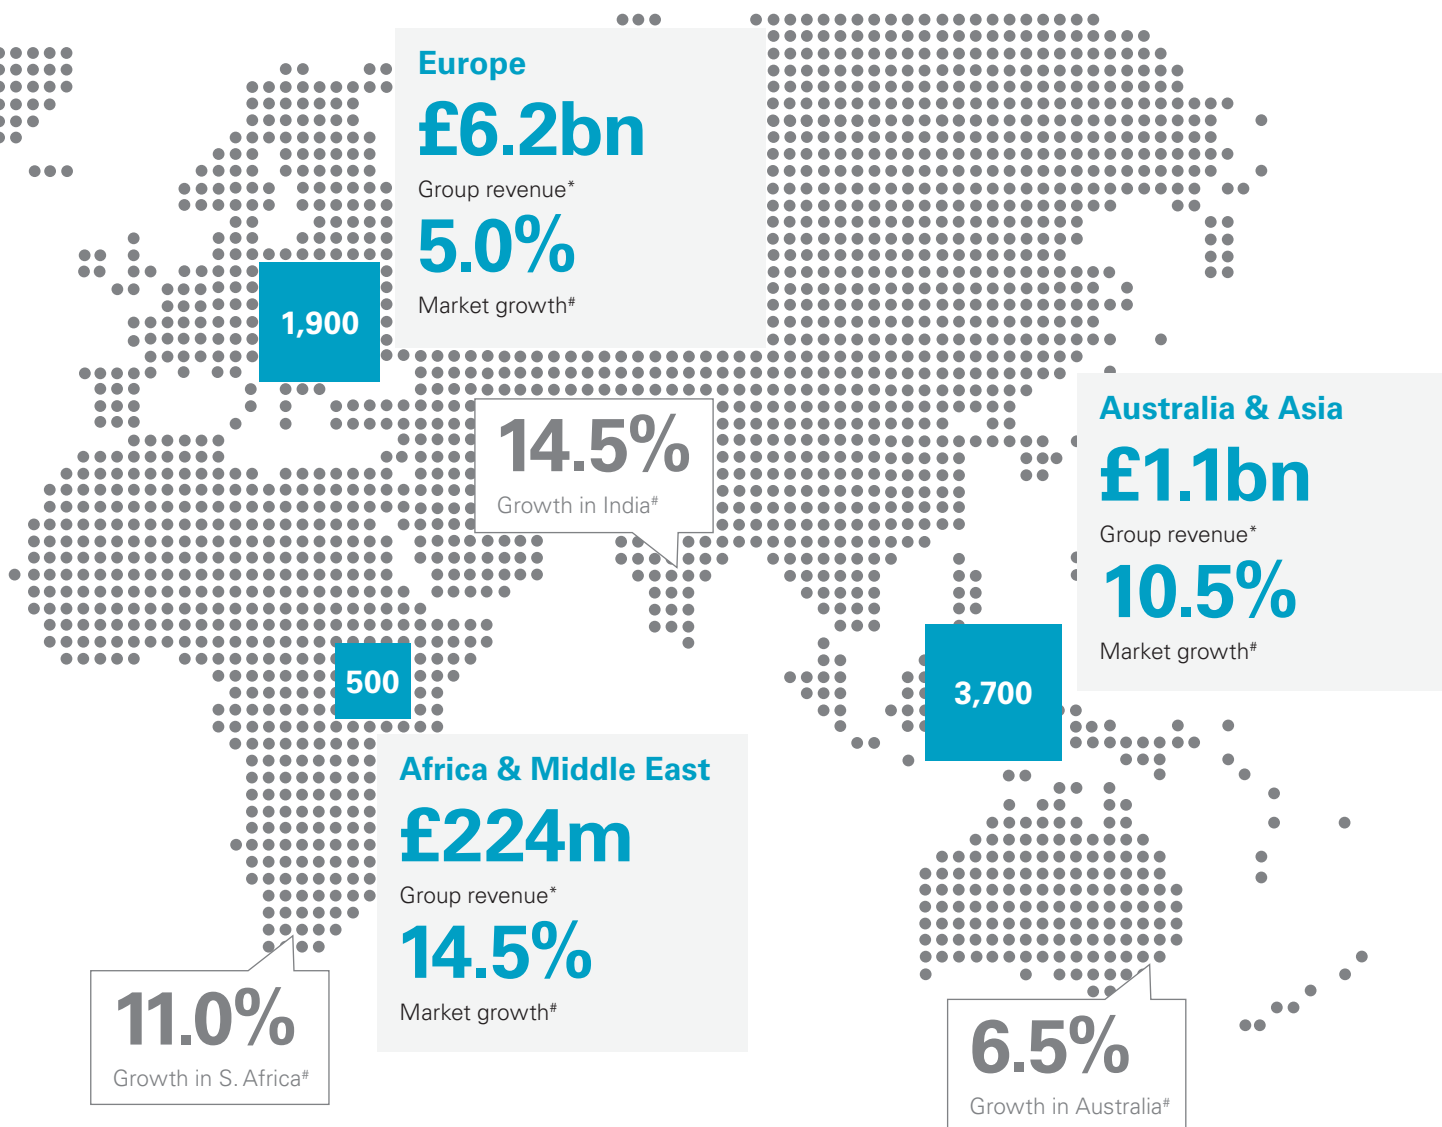 Europe
£6.2bn
Group revenue*
5.0%
Market growth#
1,900
14.5%
Growth in India#
Australia & Asia
£1.1bn
Group revenue*
10.5%
Market growth#
3,700
500
Africa & Middle East
£224m
Group revenue*
14.5%
Market growth#
11.0%
Growth in S. Africa#
6.5%
Growth in Australia#